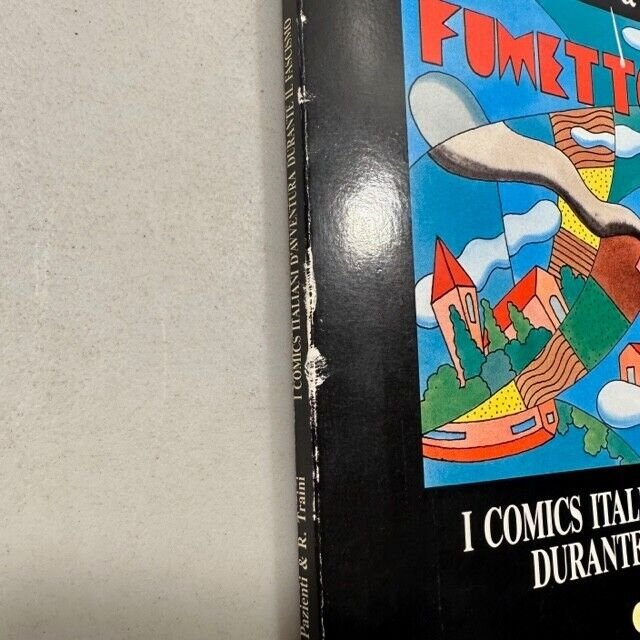 FUMETTO
I COMICS ITAL
DURANTE
I COMICS ITALIANI D'AVVENTURA DURANTE IL FASCISMO
Pazienti & R. Traini